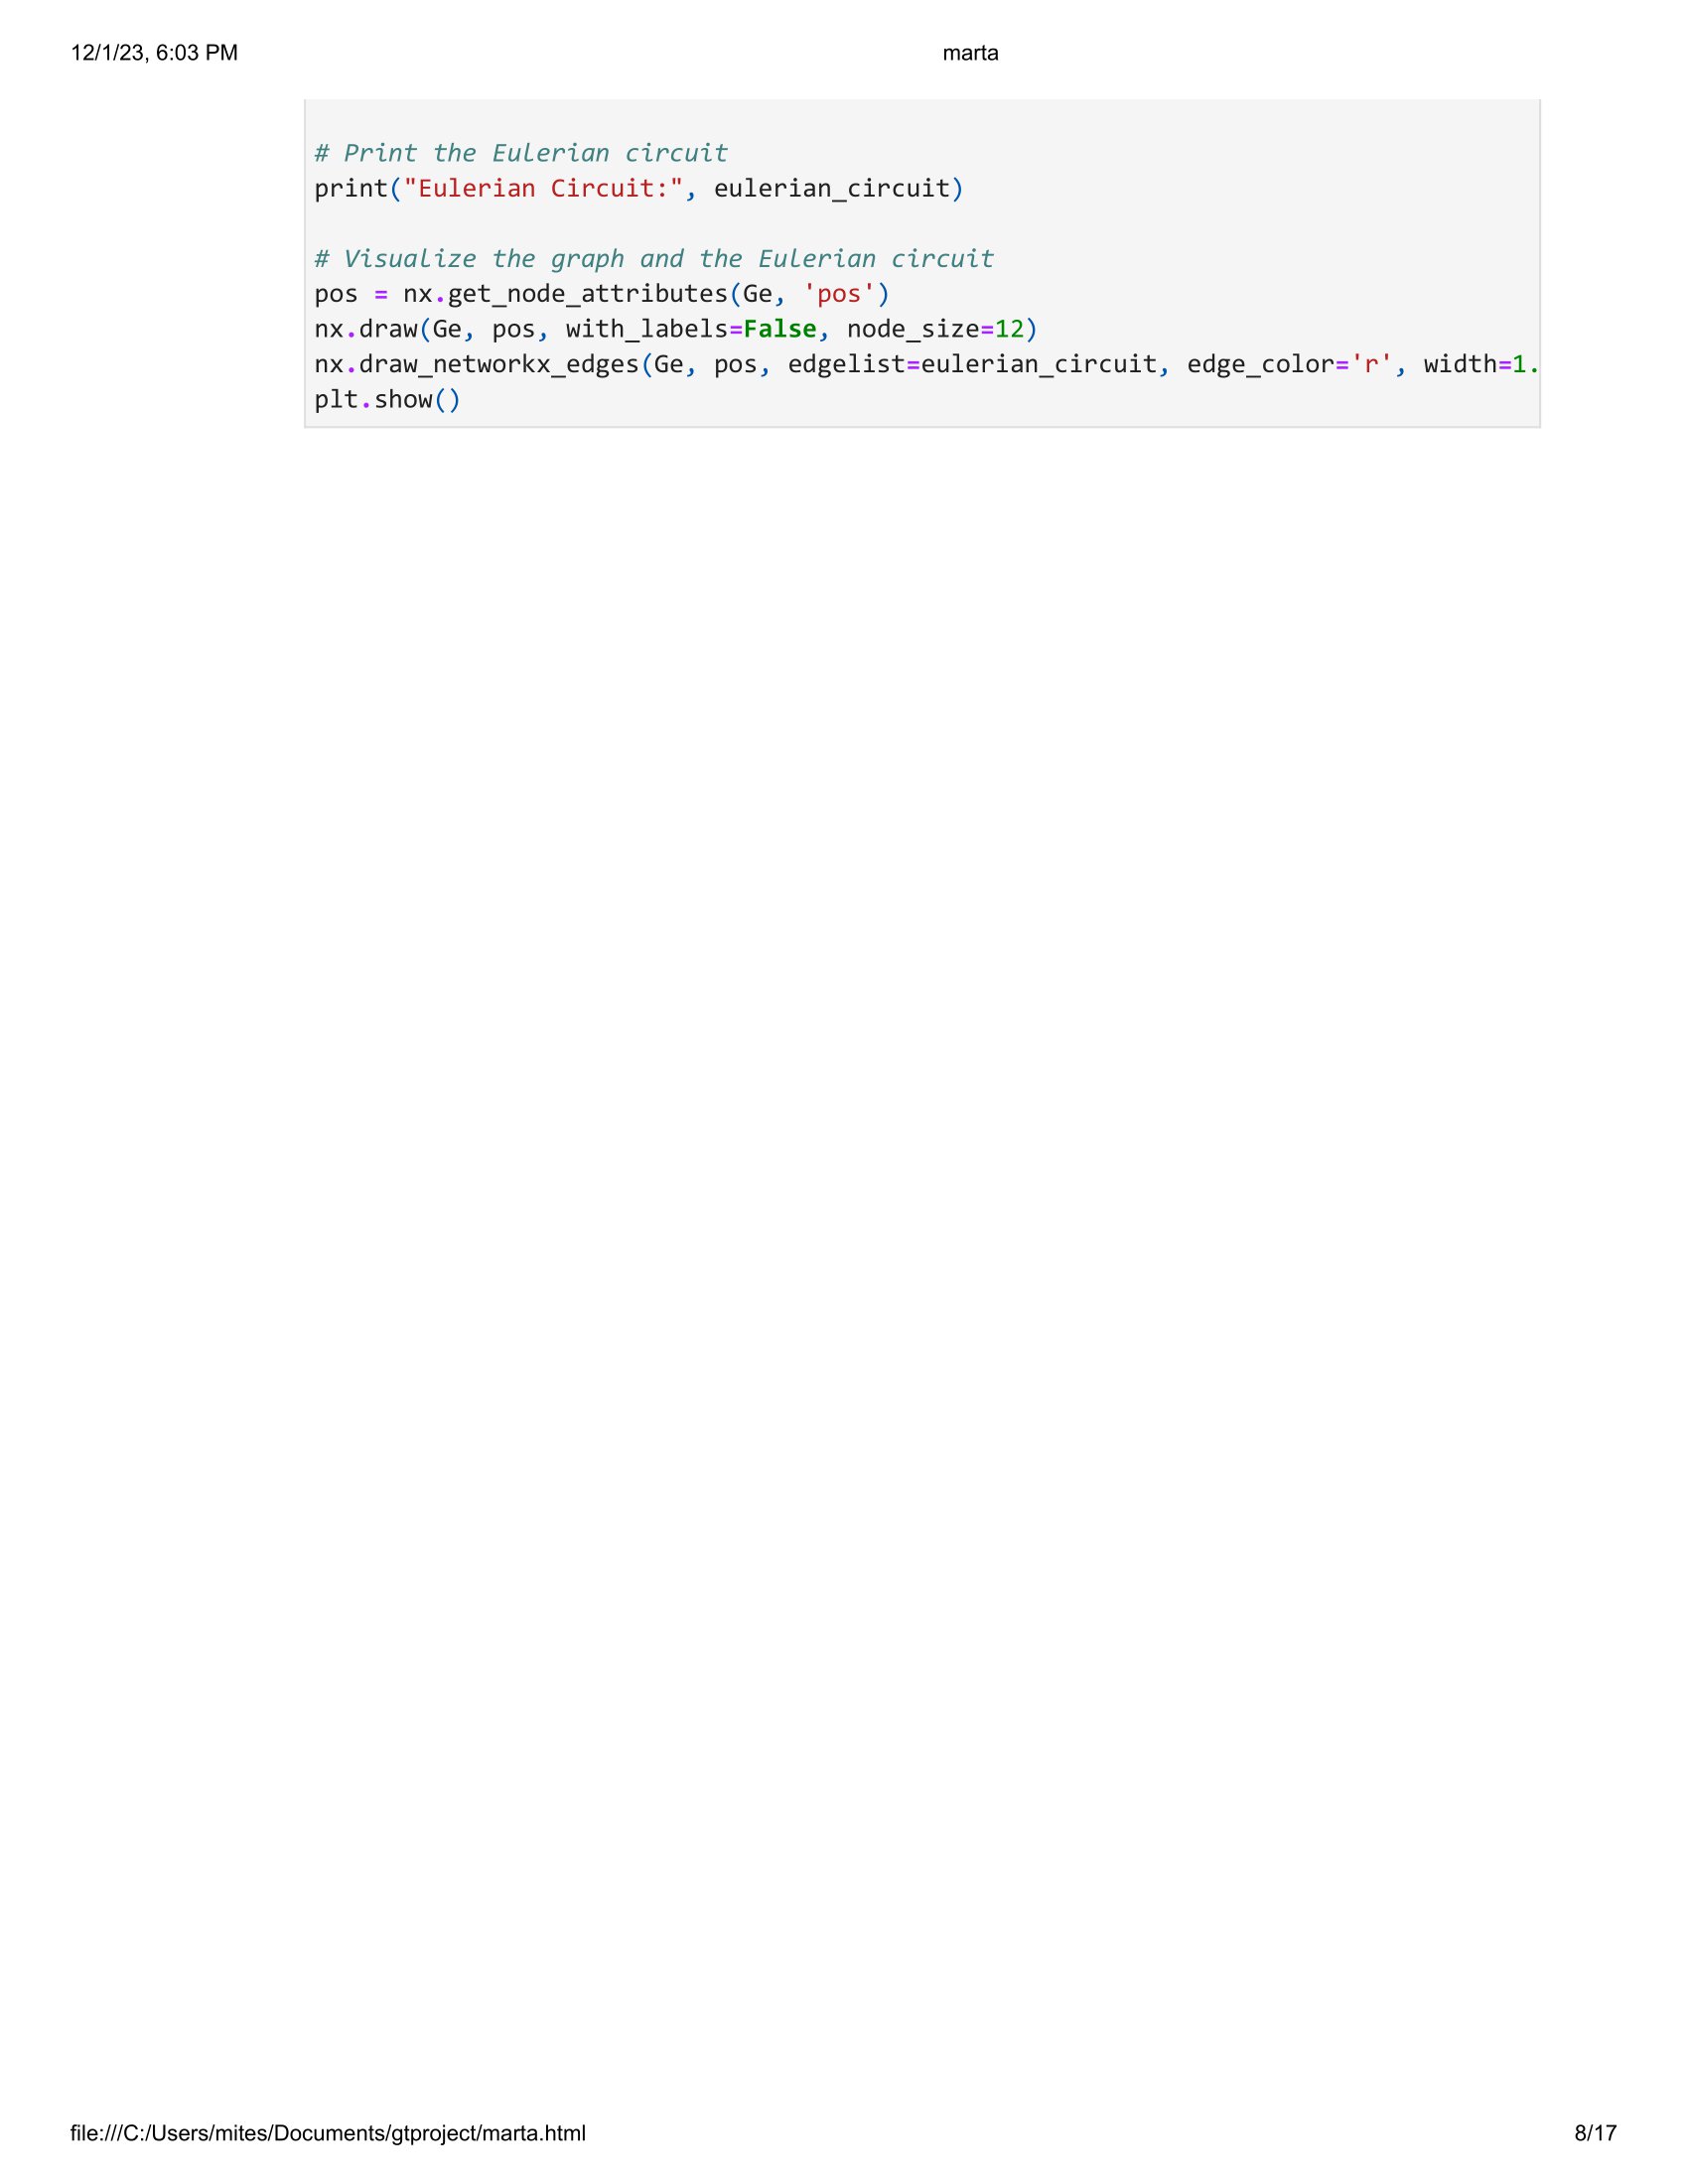 12/1/23, 6:03 PM marta
# Print the Eulerian circuit
print("Eulerian Circuit:", eulerian_circuit)
# Visualize the graph and the Eulerian circuit
pos = nx.get_node_attributes(Ge, 'pos')
nx.draw(Ge, pos, with_labels=False, node_size=12)
nx.draw_networkx_edges(Ge, pos, edgelist=eulerian_circuit, edge_color='r', width=1.
plt.show()
file:///C:/Users/mites/Documents/gtproject/marta.html 8/17